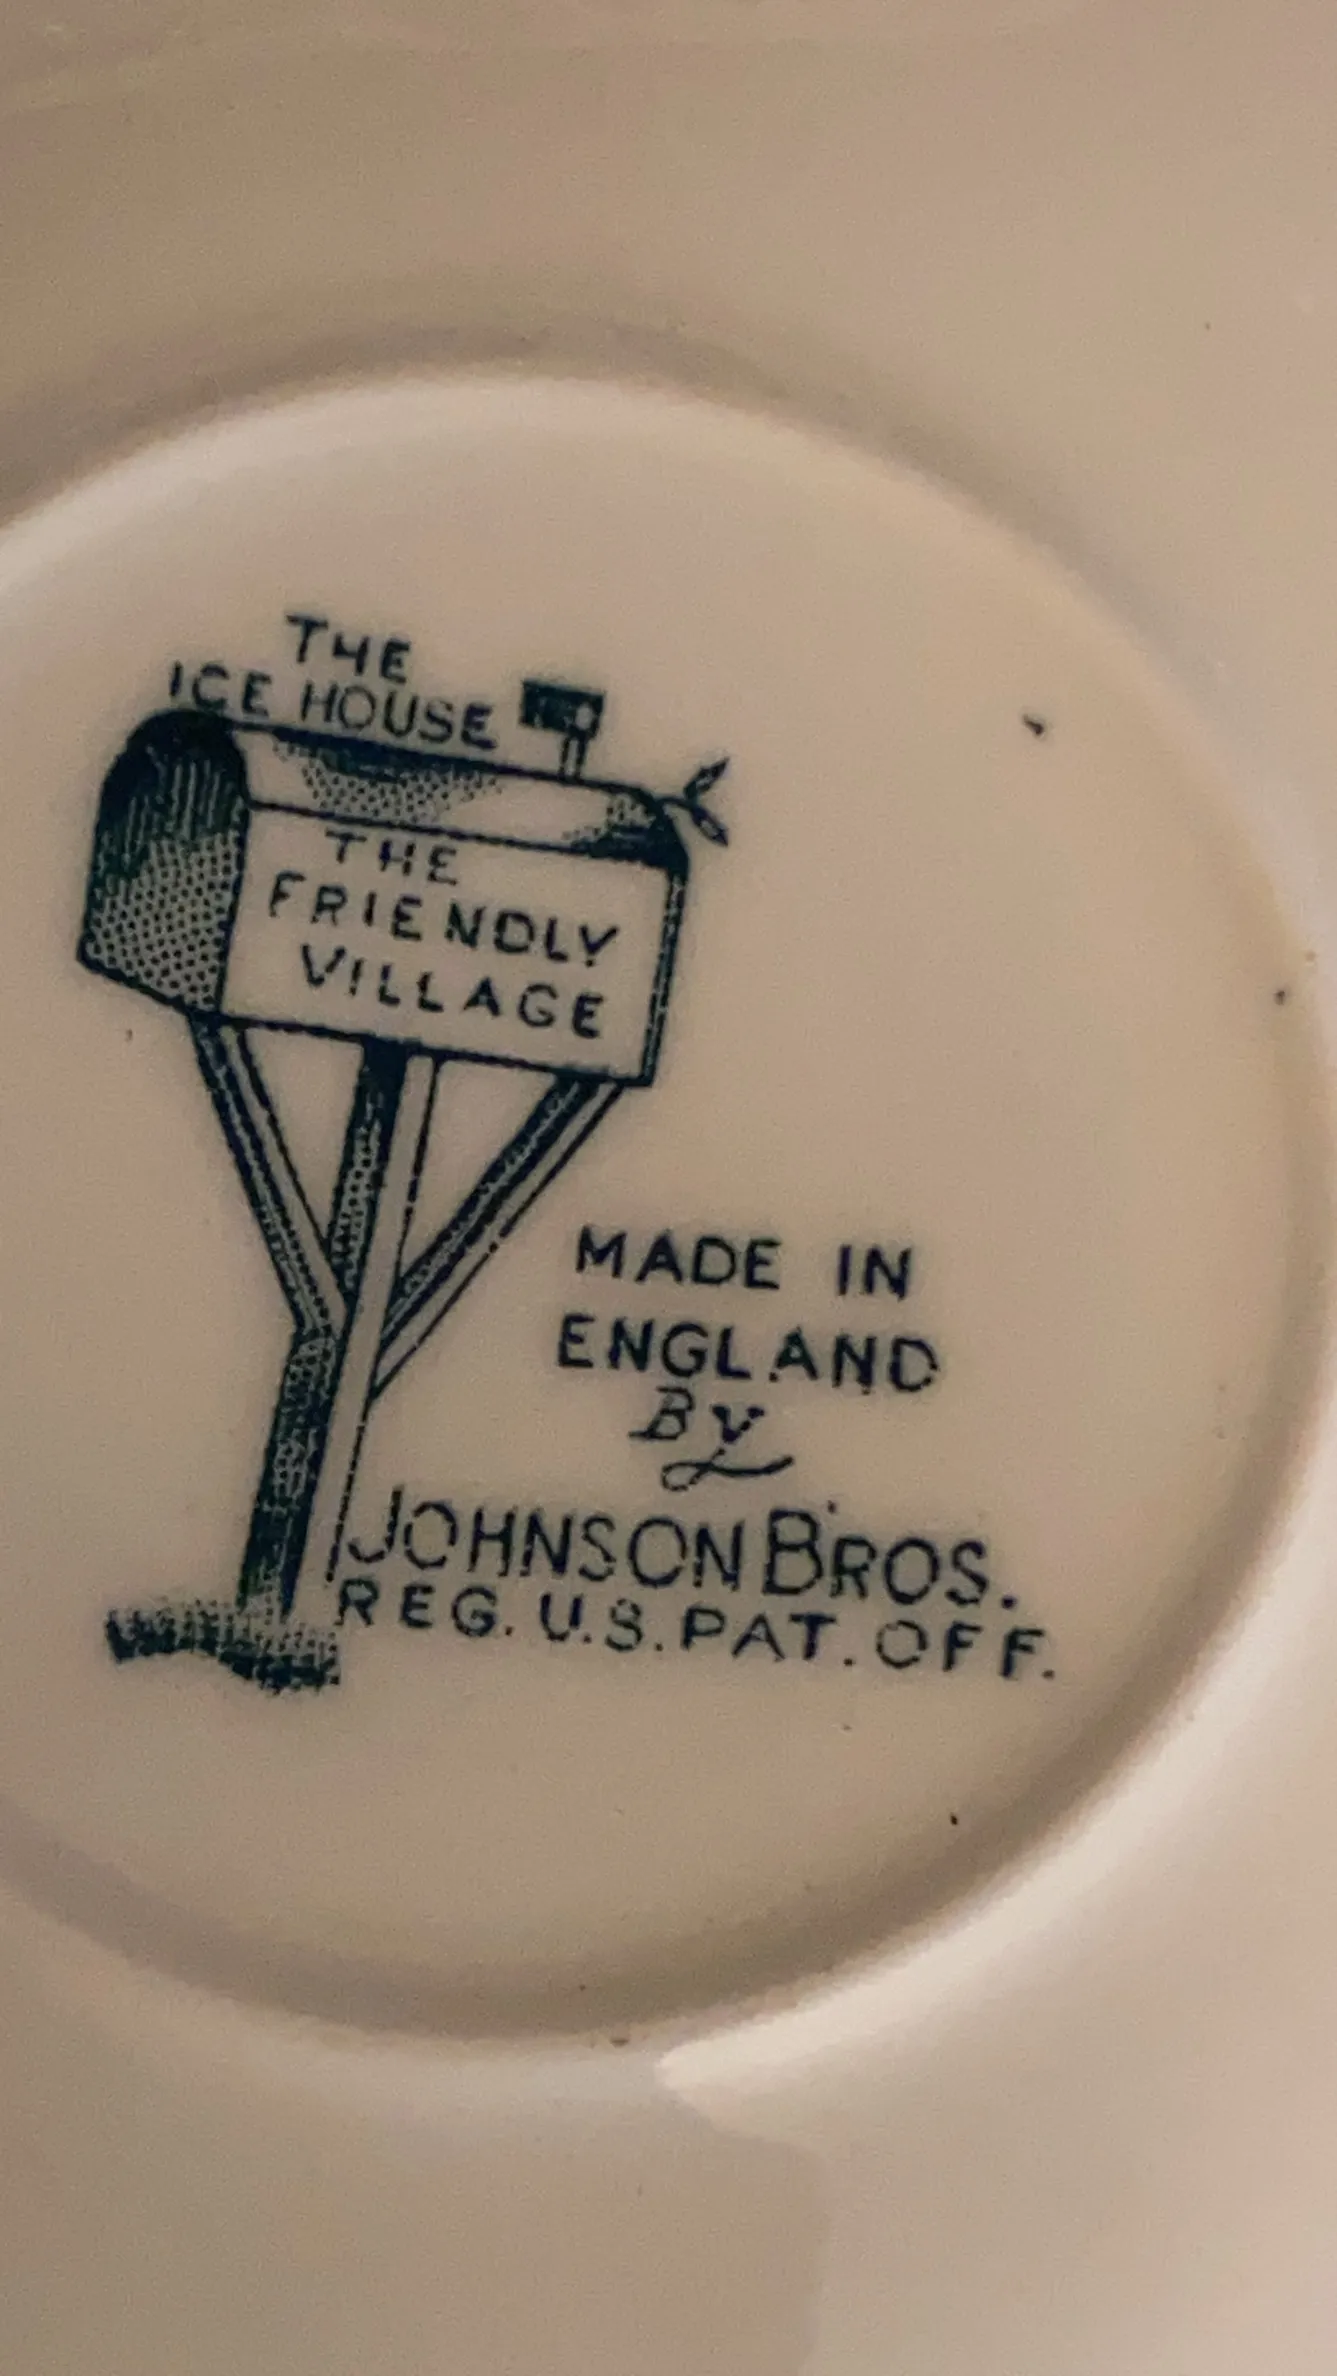 THE
ICE HOUSE
THE
FRIENDLY
VILLAGE
MADE IN
ENGLAND
By
JOHNSON BROS.
REG. U.S. PAT. OFF.